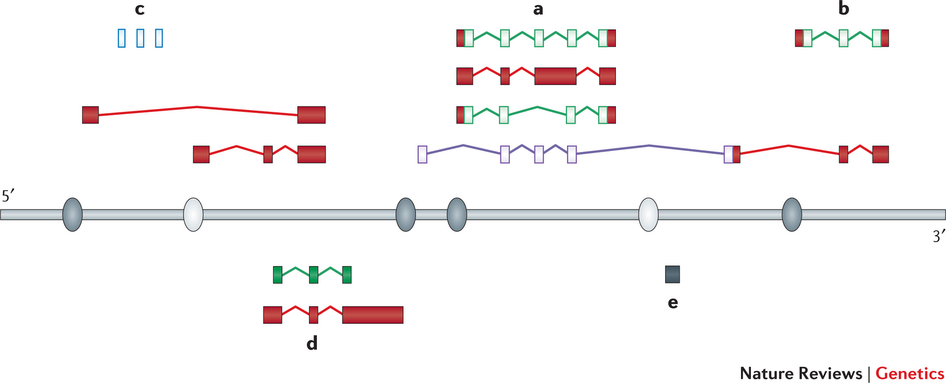 c a b
5′
3′
e
d
Nature Reviews | Genetics